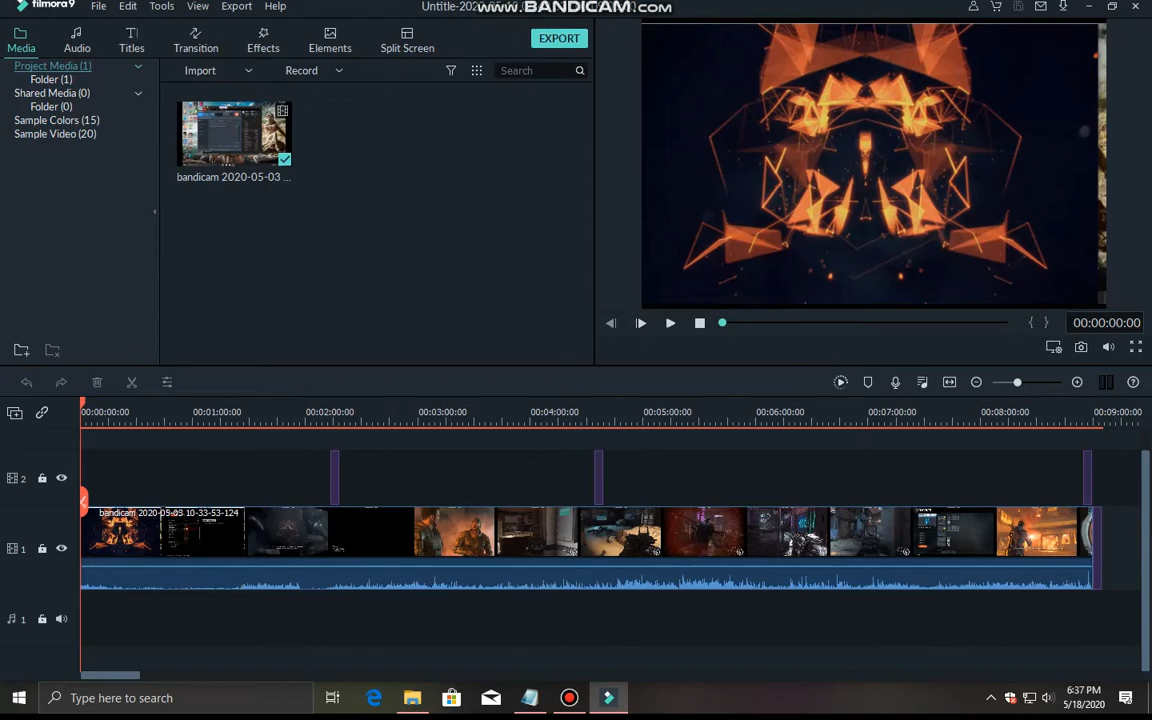 filmora9 File Edit Tools View Export Help Untitle-2020 www.BANDICAM.com
Media Audio Titles Transition Effects Elements Split Screen EXPORT
Project Media (1)
Folder (1)
Shared Media (0)
Folder (0)
Sample Colors (15)
Sample Video (20)
Import Record Search
bandicam 2020-05-03 ...
{ } 00:00:00:00
00:00:00:00 00:01:00:00 00:02:00:00 00:03:00:00 00:04:00:00 00:05:00:00 00:06:00:00 00:07:00:00 00:08:00:00 00:09:00:00
2
bandicam 2020-05-03 10-33-53-124
1
1
Type here to search
6:37 PM
5/18/2020